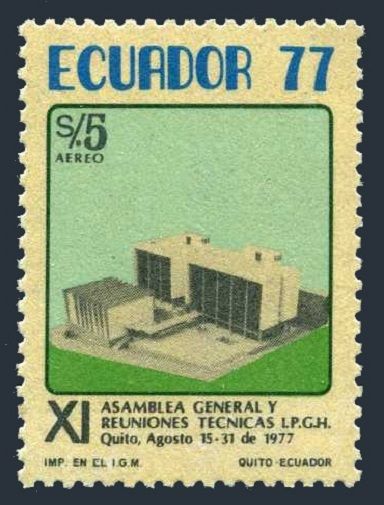 ECUADOR 77
S/.5
AEREO
XI ASAMBLEA GENERAL Y
REUNIONES TECNICAS I.P.G.H.
Quito, Agosto 15-31 de 1977
IMP. EN EL I.G.M. QUITO-ECUADOR